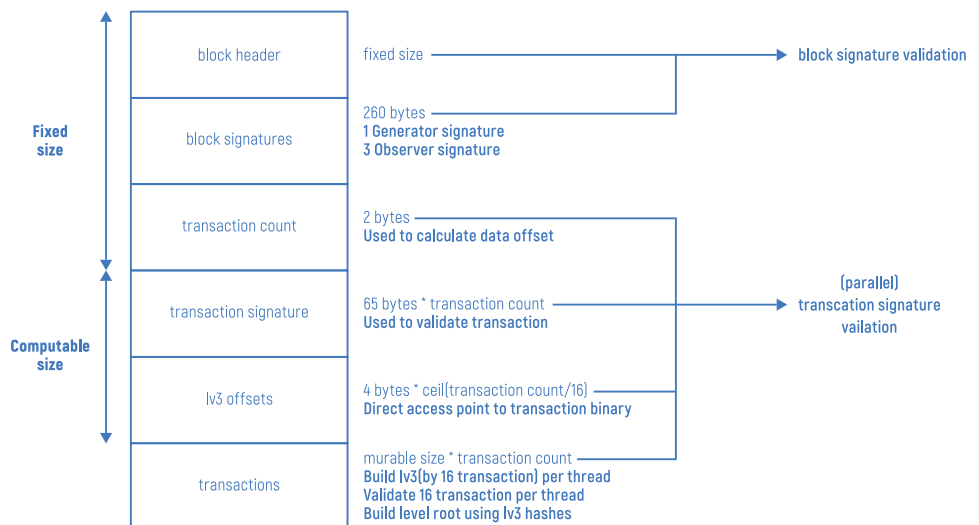 block header
fixed size
block signature validation
260 bytes
1 Generator signature
3 Observer signature
Fixed
size
block signatures
transaction count
2 bytes
Used to calculate data offset
transaction signature
65 bytes * transaction count
Used to validate transaction
(parallel)
transcation signature
vailation
Computable
size
lv3 offsets
4 bytes * ceil(transaction count/16)
Direct access point to transaction binary
transactions
murable size * transaction count
Build lv3(by 16 transaction) per thread
Validate 16 transaction per thread
Build level root using lv3 hashes